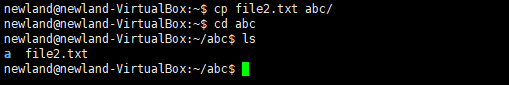 newland@newland-VirtualBox:~$ cp file2.txt abc/
newland@newland-VirtualBox:~$ cd abc
newland@newland-VirtualBox:~/abc$ ls
a  file2.txt
newland@newland-VirtualBox:~/abc$